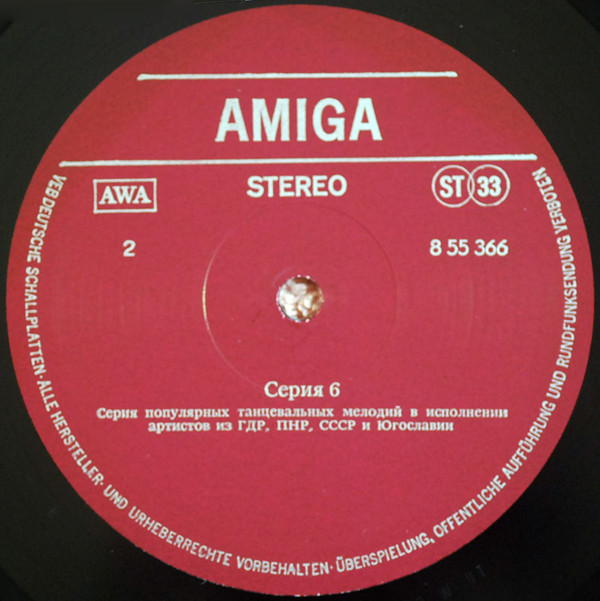 AMIGA
AWA
STEREO
ST 33
2
8 55 366
Серия 6
Серия популярных танцевальных мелодий в исполнении
артистов из ГДР, ПНР, СССР и Югославии
VEB DEUTSCHE SCHALLPLATTEN · ALLE HERSTELLER- UND URHEBERRECHTE VORBEHALTEN · ÜBERSPIELUNG, ÖFFENTLICHE AUFFÜHRUNG UND RUNDFUNKSENDUNG VERBOTEN